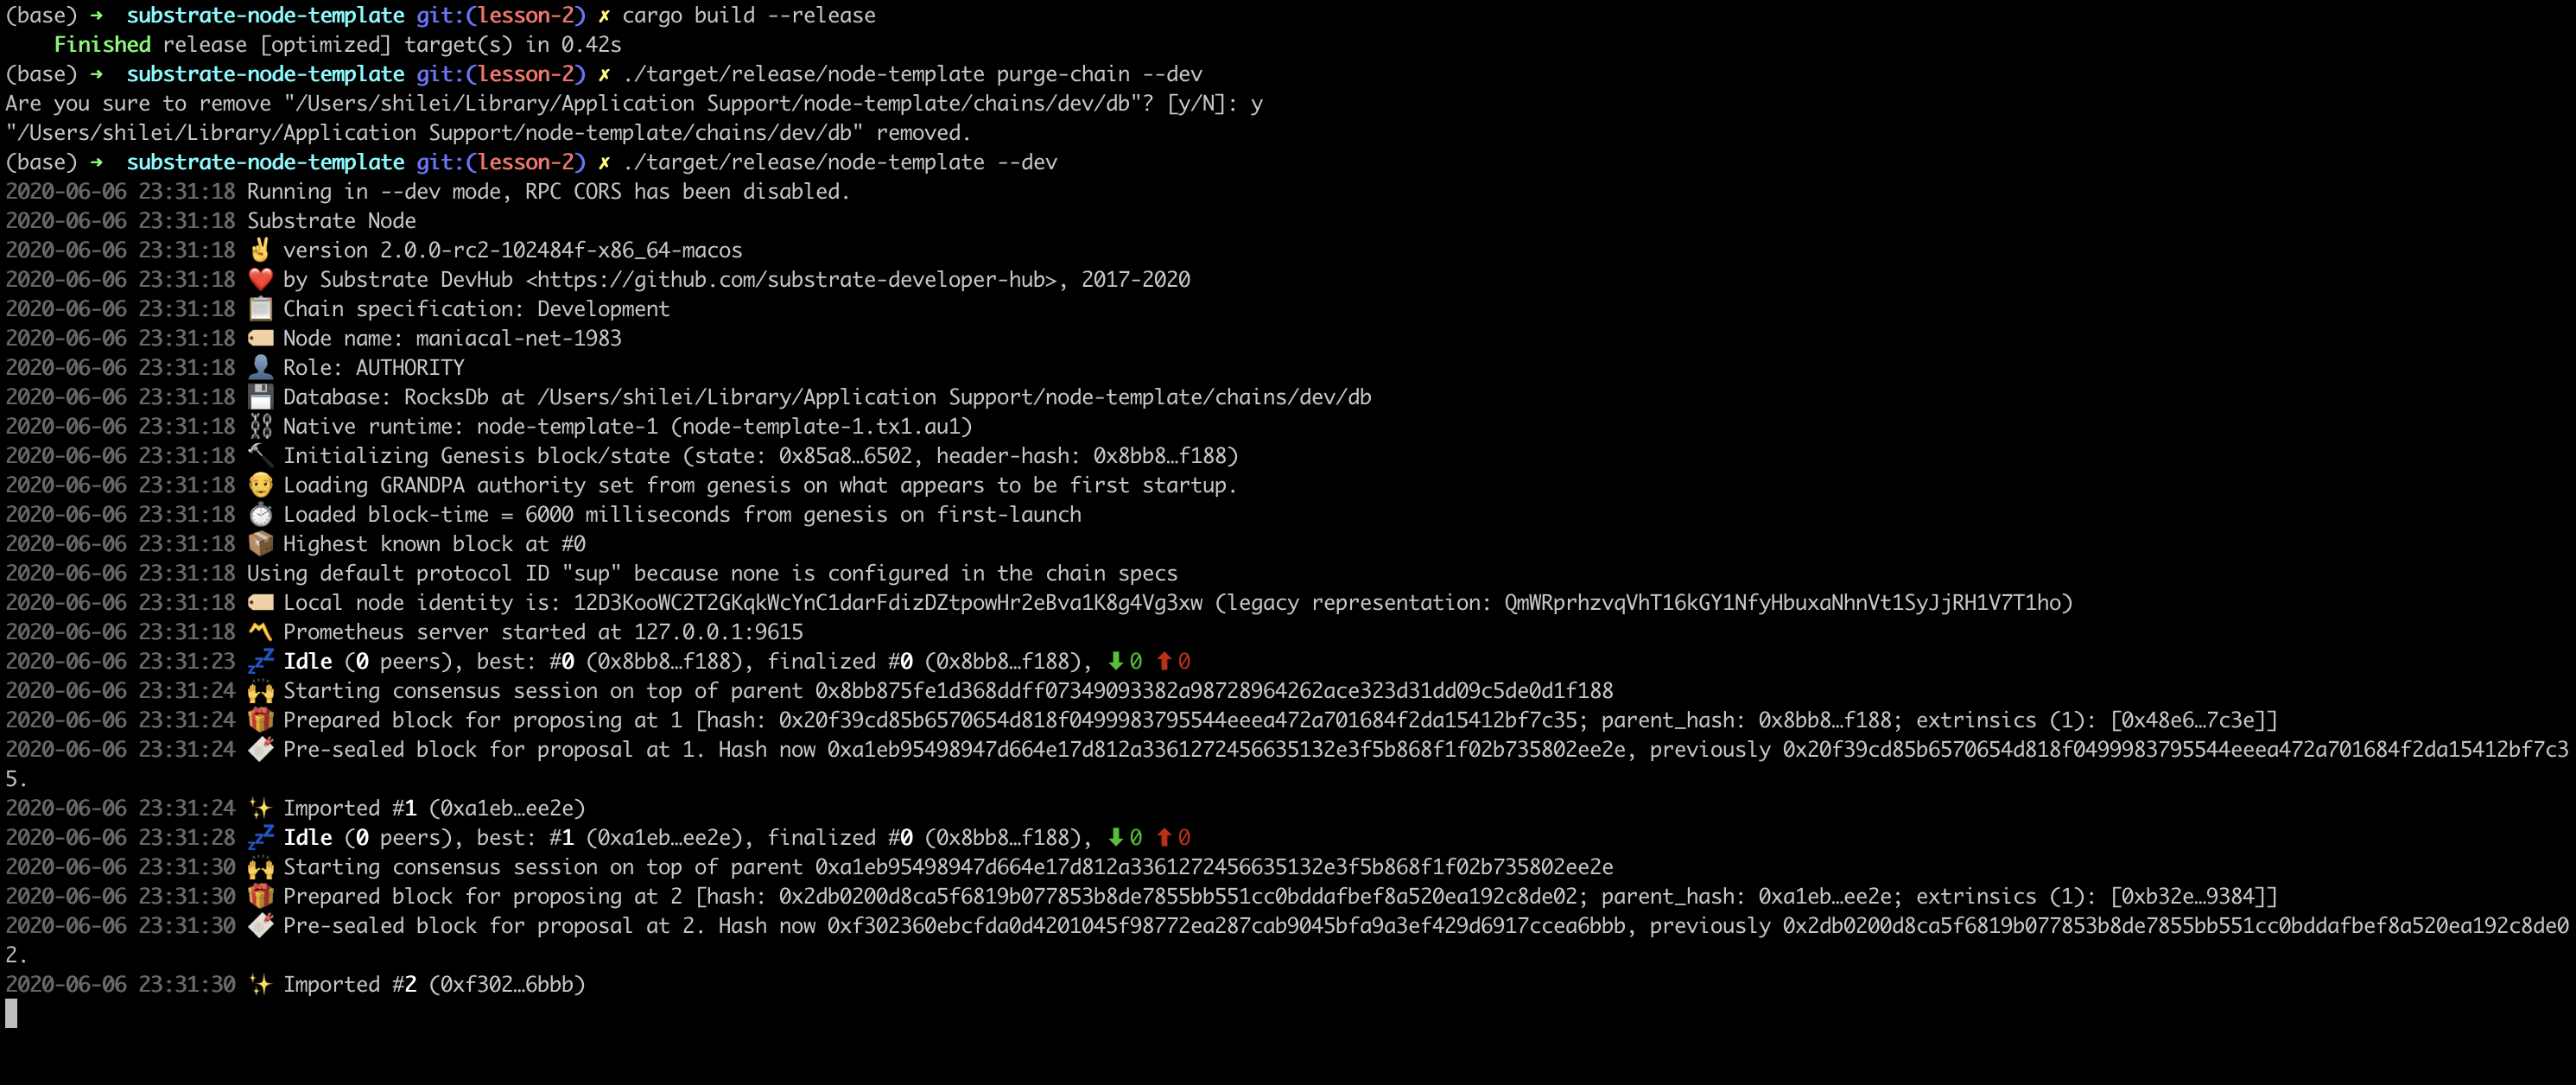 (base) ➜  substrate-node-template git:(lesson-2) ✗ cargo build --release
    Finished release [optimized] target(s) in 0.42s
(base) ➜  substrate-node-template git:(lesson-2) ✗ ./target/release/node-template purge-chain --dev
Are you sure to remove "/Users/shilei/Library/Application Support/node-template/chains/dev/db"? [y/N]: y
"/Users/shilei/Library/Application Support/node-template/chains/dev/db" removed.
(base) ➜  substrate-node-template git:(lesson-2) ✗ ./target/release/node-template --dev
2020-06-06 23:31:18 Running in --dev mode, RPC CORS has been disabled.
2020-06-06 23:31:18 Substrate Node
2020-06-06 23:31:18 ✌️ version 2.0.0-rc2-102484f-x86_64-macos
2020-06-06 23:31:18 ❤️ by Substrate DevHub <https://github.com/substrate-developer-hub>, 2017-2020
2020-06-06 23:31:18 📋 Chain specification: Development
2020-06-06 23:31:18 🏷 Node name: maniacal-net-1983
2020-06-06 23:31:18 👤 Role: AUTHORITY
2020-06-06 23:31:18 💾 Database: RocksDb at /Users/shilei/Library/Application Support/node-template/chains/dev/db
2020-06-06 23:31:18 ⛓ Native runtime: node-template-1 (node-template-1.tx1.au1)
2020-06-06 23:31:18 🔨 Initializing Genesis block/state (state: 0x85a8…6502, header-hash: 0x8bb8…f188)
2020-06-06 23:31:18 👴 Loading GRANDPA authority set from genesis on what appears to be first startup.
2020-06-06 23:31:18 ⏱ Loaded block-time = 6000 milliseconds from genesis on first-launch
2020-06-06 23:31:18 📦 Highest known block at #0
2020-06-06 23:31:18 Using default protocol ID "sup" because none is configured in the chain specs
2020-06-06 23:31:18 🏷 Local node identity is: 12D3KooWC2T2GKqkWcYnC1darFdizDZtpowHr2eBva1K8g4Vg3xw (legacy representation: QmWRprhzvqVhT16kGY1NfyHbuxaNhnVt1SyJjRH1V7T1ho)
2020-06-06 23:31:18 〽️ Prometheus server started at 127.0.0.1:9615
2020-06-06 23:31:23 💤 Idle (0 peers), best: #0 (0x8bb8…f188), finalized #0 (0x8bb8…f188), ⬇ 0 ⬆ 0
2020-06-06 23:31:24 🙌 Starting consensus session on top of parent 0x8bb875fe1d368ddff07349093382a98728964262ace323d31dd09c5de0d1f188
2020-06-06 23:31:24 🎁 Prepared block for proposing at 1 [hash: 0x20f39cd85b6570654d818f0499983795544eeea472a701684f2da15412bf7c35; parent_hash: 0x8bb8…f188; extrinsics (1): [0x48e6…7c3e]]
2020-06-06 23:31:24 🔖 Pre-sealed block for proposal at 1. Hash now 0xa1eb95498947d664e17d812a3361272456635132e3f5b868f1f02b735802ee2e, previously 0x20f39cd85b6570654d818f0499983795544eeea472a701684f2da15412bf7c3
5.
2020-06-06 23:31:24 ✨ Imported #1 (0xa1eb…ee2e)
2020-06-06 23:31:28 💤 Idle (0 peers), best: #1 (0xa1eb…ee2e), finalized #0 (0x8bb8…f188), ⬇ 0 ⬆ 0
2020-06-06 23:31:30 🙌 Starting consensus session on top of parent 0xa1eb95498947d664e17d812a3361272456635132e3f5b868f1f02b735802ee2e
2020-06-06 23:31:30 🎁 Prepared block for proposing at 2 [hash: 0x2db0200d8ca5f6819b077853b8de7855bb551cc0bddafbef8a520ea192c8de02; parent_hash: 0xa1eb…ee2e; extrinsics (1): [0xb32e…9384]]
2020-06-06 23:31:30 🔖 Pre-sealed block for proposal at 2. Hash now 0xf302360ebcfda0d4201045f98772ea287cab9045bfa9a3ef429d6917ccea6bbb, previously 0x2db0200d8ca5f6819b077853b8de7855bb551cc0bddafbef8a520ea192c8de0
2.
2020-06-06 23:31:30 ✨ Imported #2 (0xf302…6bbb)